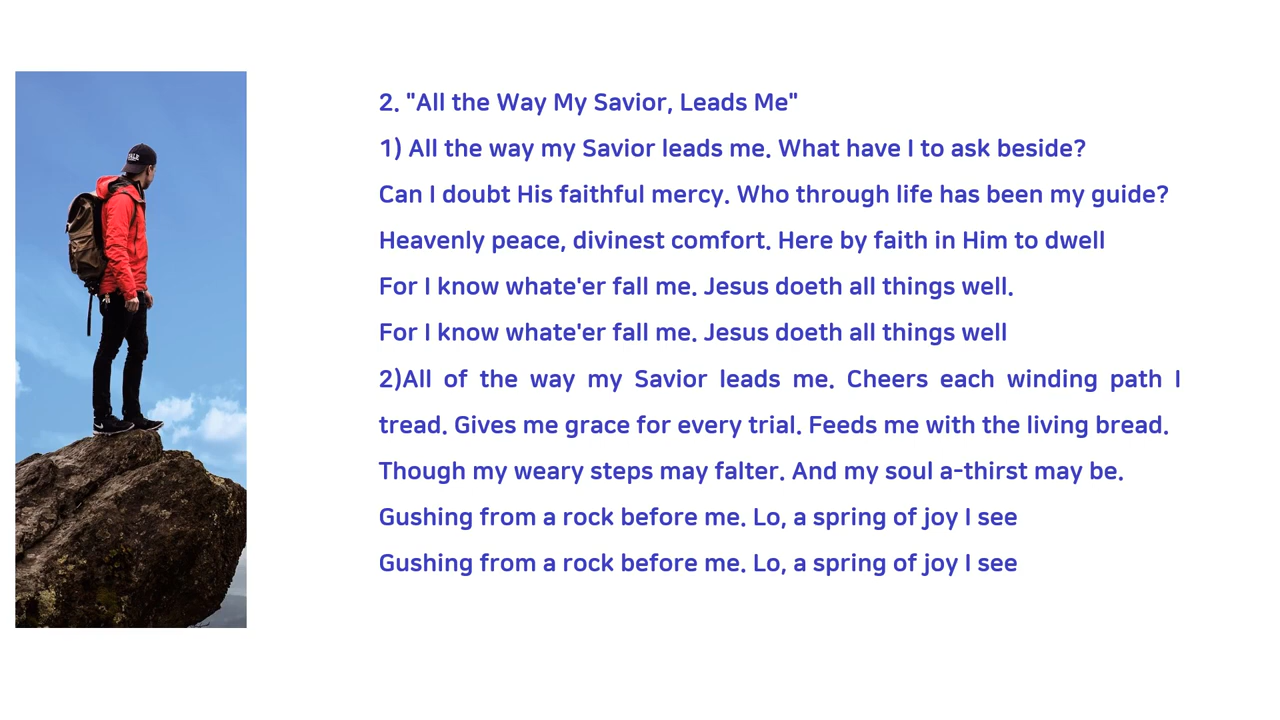 2. "All the Way My Savior, Leads Me"
1) All the way my Savior leads me. What have I to ask beside?
Can I doubt His faithful mercy. Who through life has been my guide?
Heavenly peace, divinest comfort. Here by faith in Him to dwell
For I know whate'er fall me. Jesus doeth all things well.
For I know whate'er fall me. Jesus doeth all things well
2)All of the way my Savior leads me. Cheers each winding path I
tread. Gives me grace for every trial. Feeds me with the living bread.
Though my weary steps may falter. And my soul a-thirst may be.
Gushing from a rock before me. Lo, a spring of joy I see
Gushing from a rock before me. Lo, a spring of joy I see